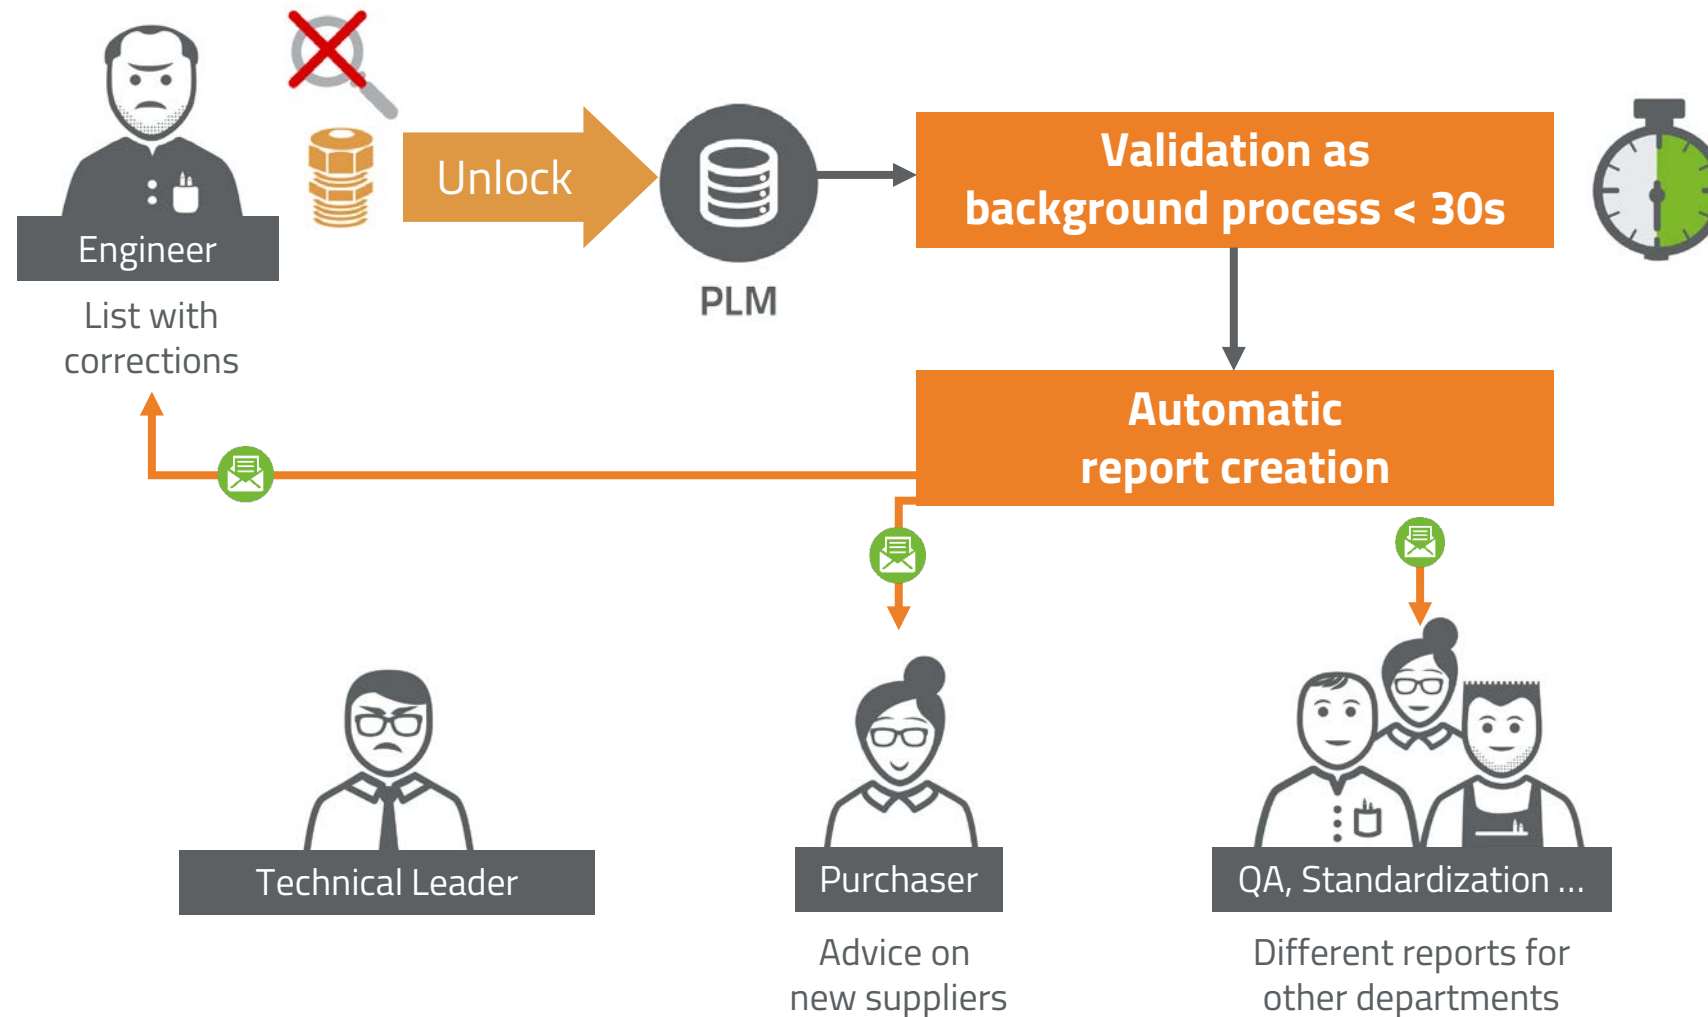 Engineer
List with
corrections
Unlock
PLM
Validation as
background process < 30s
Automatic
report creation
Technical Leader
Purchaser
Advice on
new suppliers
QA, Standardization ...
Different reports for
other departments